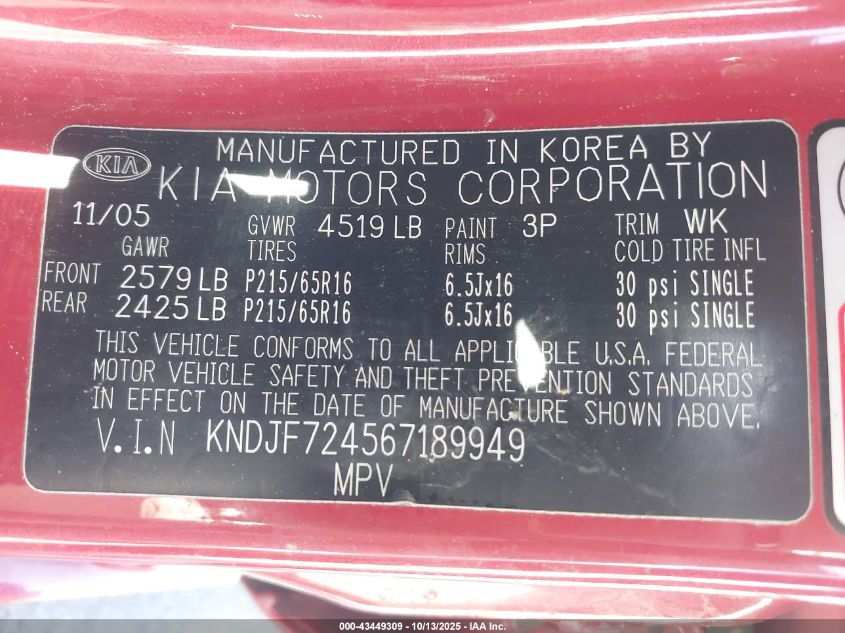 KIA
MANUFACTURED IN KOREA BY
KIA MOTORS CORPORATION
11/05 GVWR 4519 LB PAINT 3P TRIM WK
GAWR TIRES RIMS COLD TIRE INFL
FRONT 2579 LB P215/65R16 6.5Jx16 30 psi SINGLE
REAR 2425 LB P215/65R16 6.5Jx16 30 psi SINGLE
THIS VEHICLE CONFORMS TO ALL APPLICABLE U.S.A. FEDERAL
MOTOR VEHICLE SAFETY AND THEFT PREVENTION STANDARDS
IN EFFECT ON THE DATE OF MANUFACTURE SHOWN ABOVE.
V.I.N KNDJF724567189949
MPV
000-43449309 - 10/13/2025 - IAA Inc.